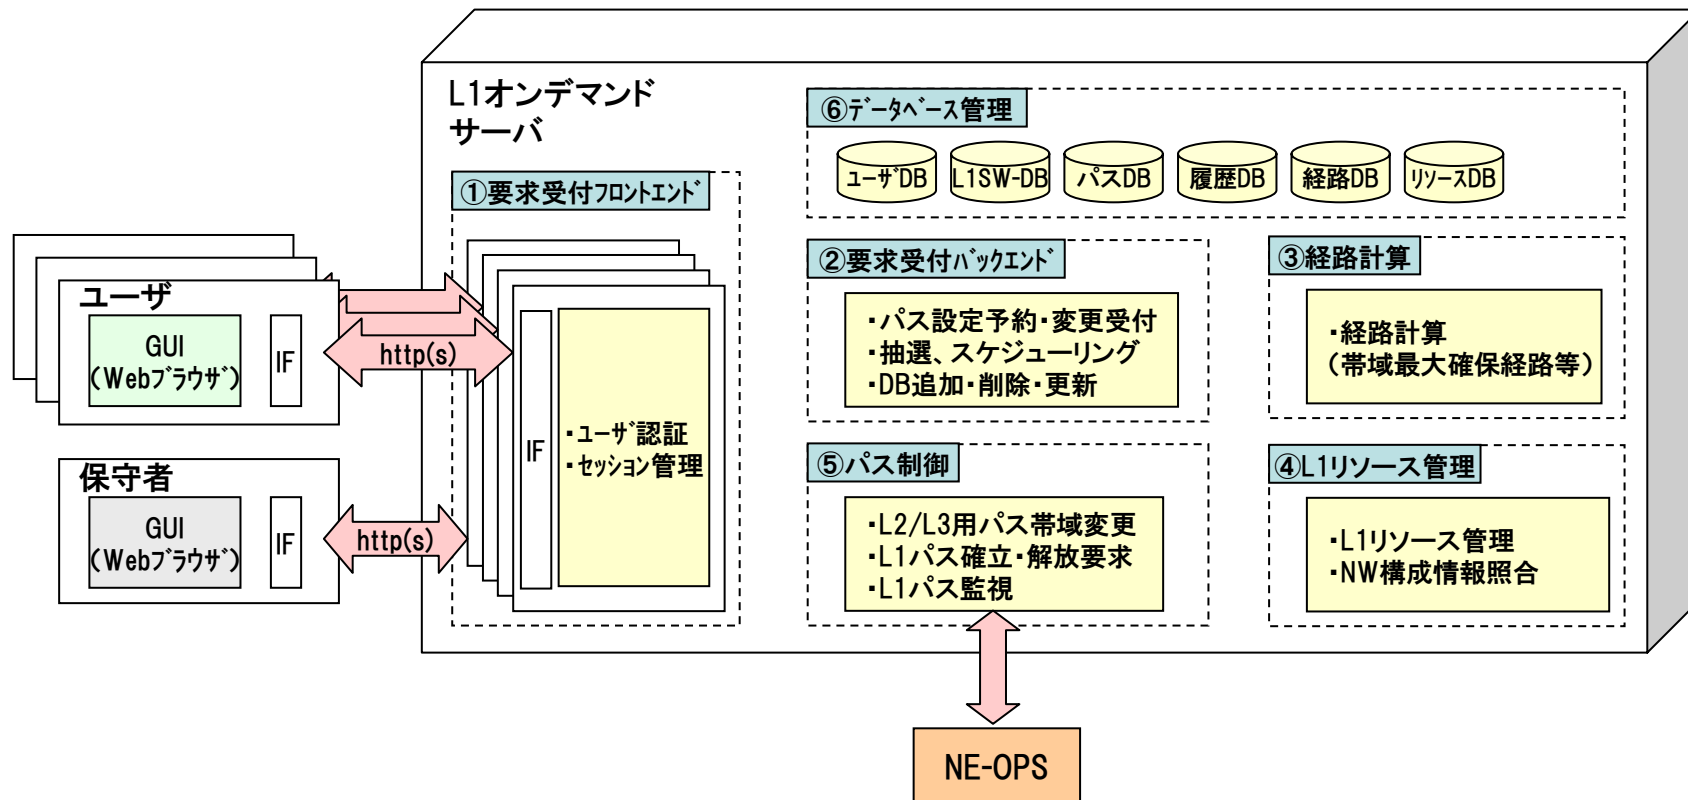 L1オンデマンド
サーバ
①要求受付フロントエンド
⑥データベース管理
ユーザDB
L1SW-DB
パスDB
履歴DB
経路DB
リソースDB
ユーザ
GUI
(Webブラウザ)
IF
http(s)
保守者
GUI
(Webブラウザ)
IF
http(s)
IF
・ユーザ認証
・セッション管理
②要求受付バックエンド
・パス設定予約・変更受付
・抽選、スケジューリング
・DB追加・削除・更新
③経路計算
・経路計算
(帯域最大確保経路等)
⑤パス制御
・L2/L3用パス帯域変更
・L1パス確立・解放要求
・L1パス監視
④L1リソース管理
・L1リソース管理
・NW構成情報照合
NE-OPS